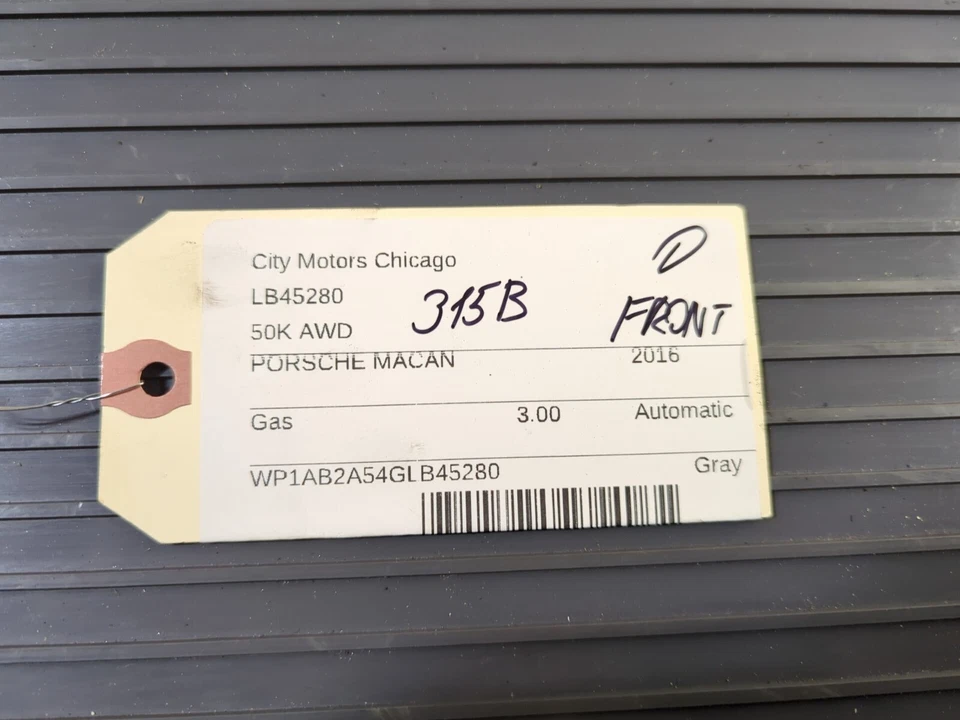 City Motors Chicago
D
LB45280
315B
FRONT
50K AWD
PORSCHE MACAN 2016
Gas 3.00 Automatic
WP1AB2A54GLB45280 Gray